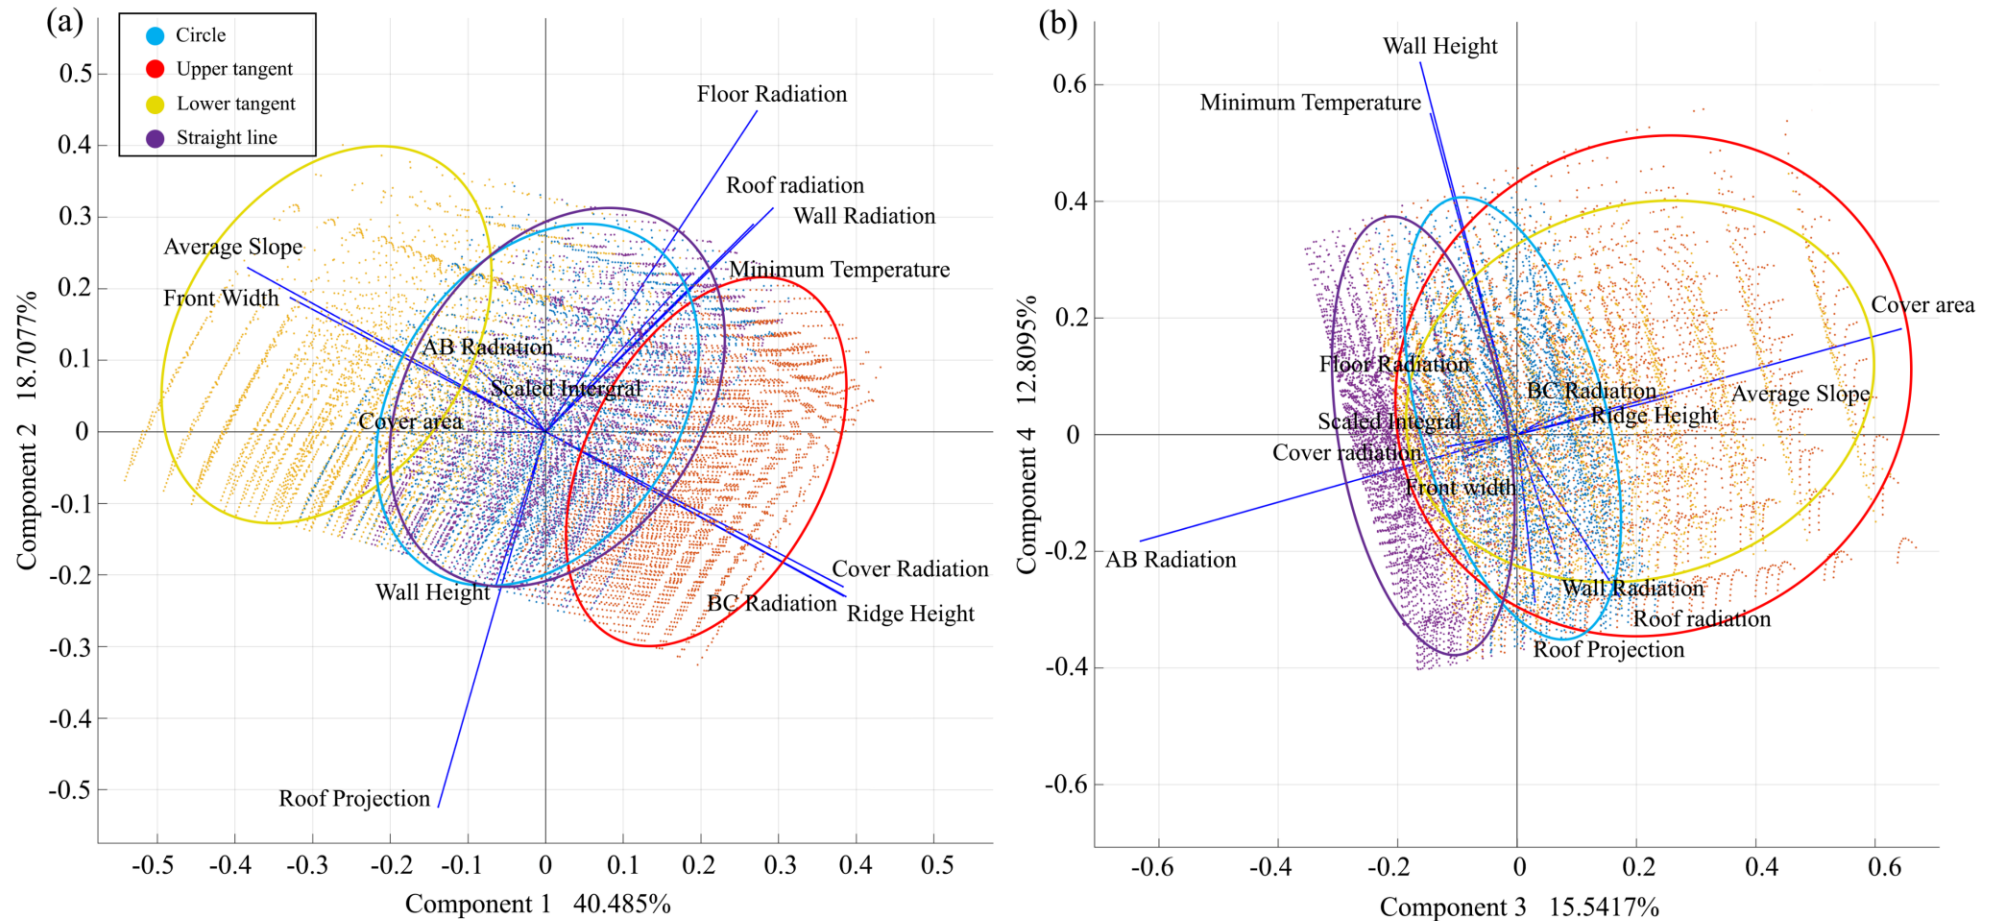 (a)
Circle
Upper tangent
Lower tangent
Straight line
0.5
0.4
0.3
0.2
0.1
0
-0.1
-0.2
-0.3
-0.4
-0.5
Component 2 18.7077%
Floor Radiation
Roof radiation
Wall Radiation
Average Slope
Minimum Temperature
Front Width
AB Radiation
Scaled Intergral
Cover area
Cover Radiation
Wall Height
BC Radiation
Ridge Height
Roof Projection
-0.5
-0.4
-0.3
-0.2
-0.1
0
0.1
0.2
0.3
0.4
0.5
Component 1 40.485%
(b)
0.6
0.4
0.2
0
-0.2
-0.4
-0.6
Component 4 12.8095%
Wall Height
Minimum Temperature
Cover area
Floor Radiation
BC Radiation
Average Slope
Ridge Height
Scaled Integral
Cover radiation
Front width
AB Radiation
Wall Radiation
Roof radiation
Roof Projection
-0.6
-0.4
-0.2
0
0.2
0.4
0.6
Component 3 15.5417%